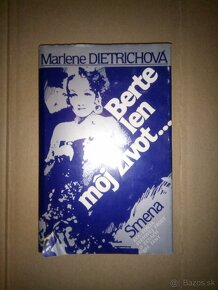 Marlene DIETRICHOVÁ
Berte
len
môj život...
Smena
bazos.sk